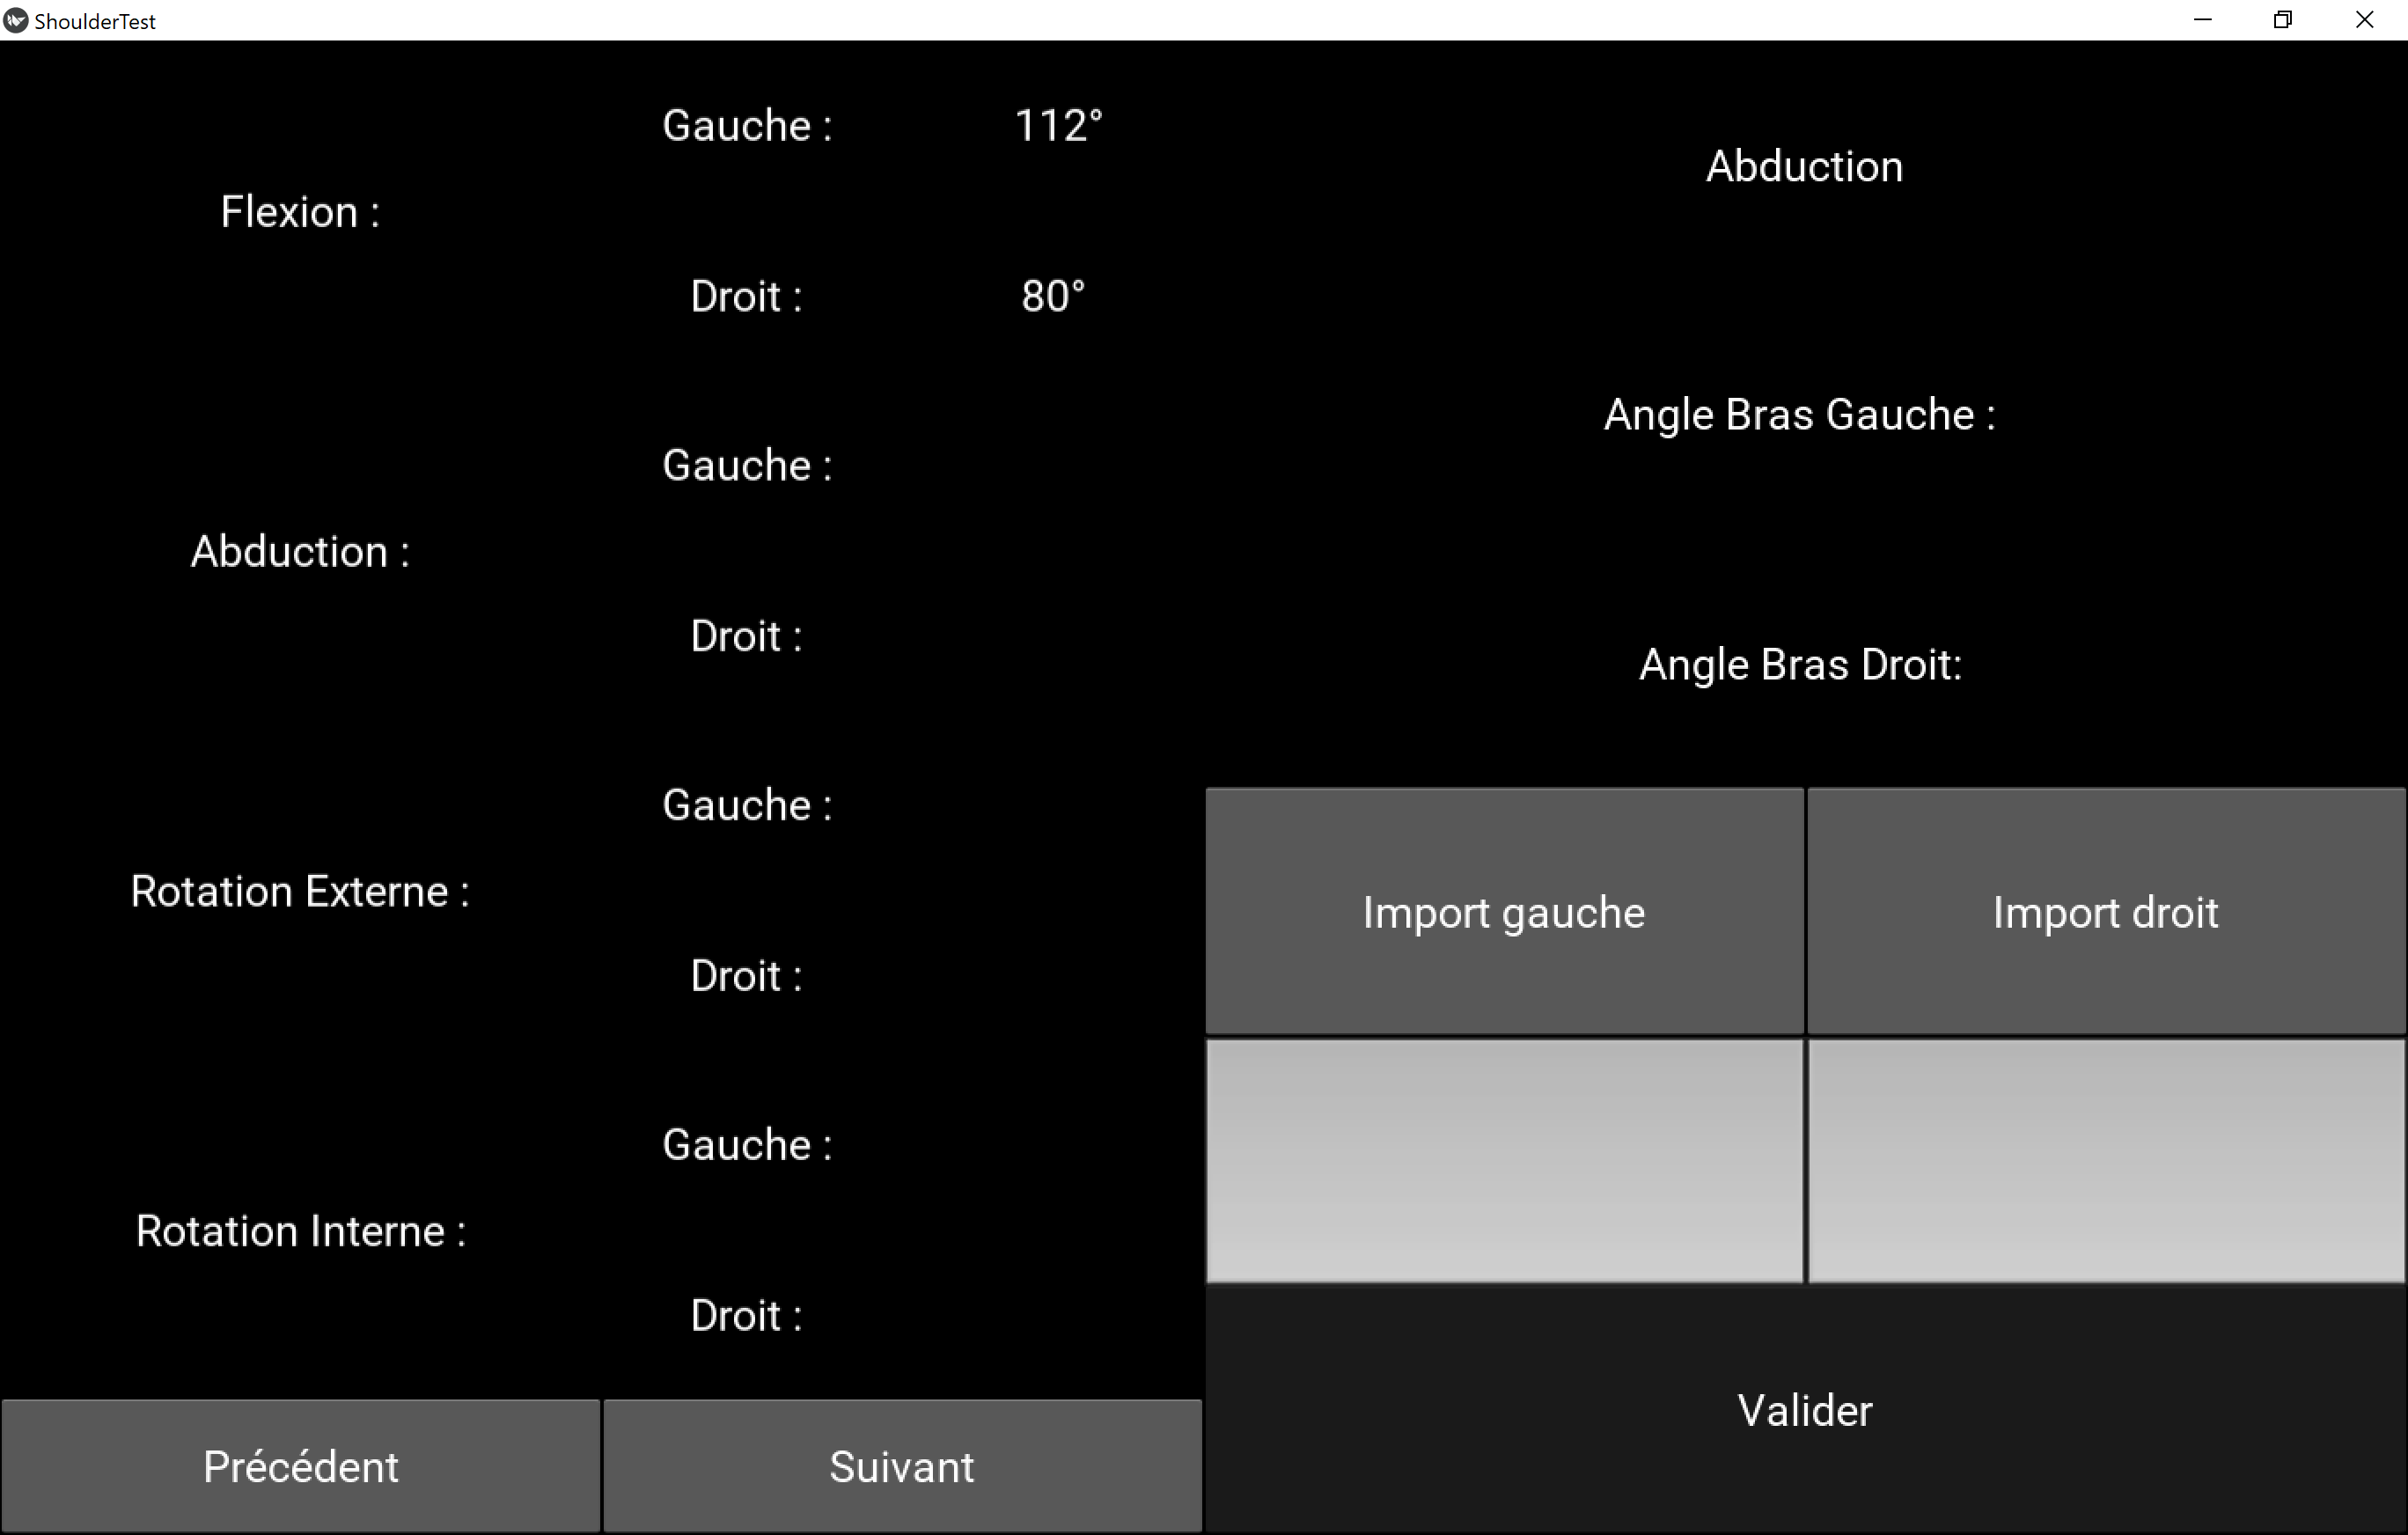 ShoulderTest
Flexion :
Gauche : 112°
Droit : 80°
Abduction :
Gauche :
Droit :
Rotation Externe :
Gauche :
Droit :
Rotation Interne :
Gauche :
Droit :
Précédent
Suivant
Abduction
Angle Bras Gauche :
Angle Bras Droit:
Import gauche
Import droit
Valider